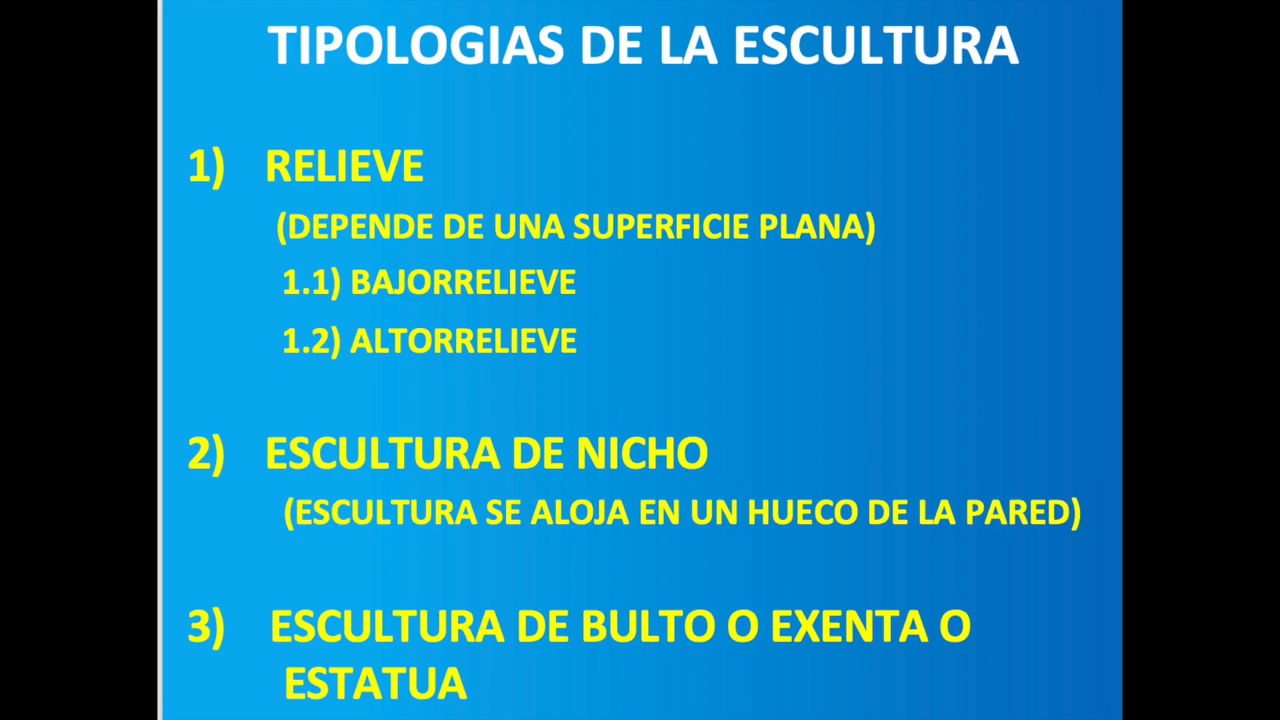 TIPOLOGIAS DE LA ESCULTURA
1) RELIEVE
(DEPENDE DE UNA SUPERFICIE PLANA)
1.1) BAJORRELIEVE
1.2) ALTORRELIEVE
2) ESCULTURA DE NICHO
(ESCULTURA SE ALOJA EN UN HUECO DE LA PARED)
3) ESCULTURA DE BULTO O EXENTA O
ESTATUA